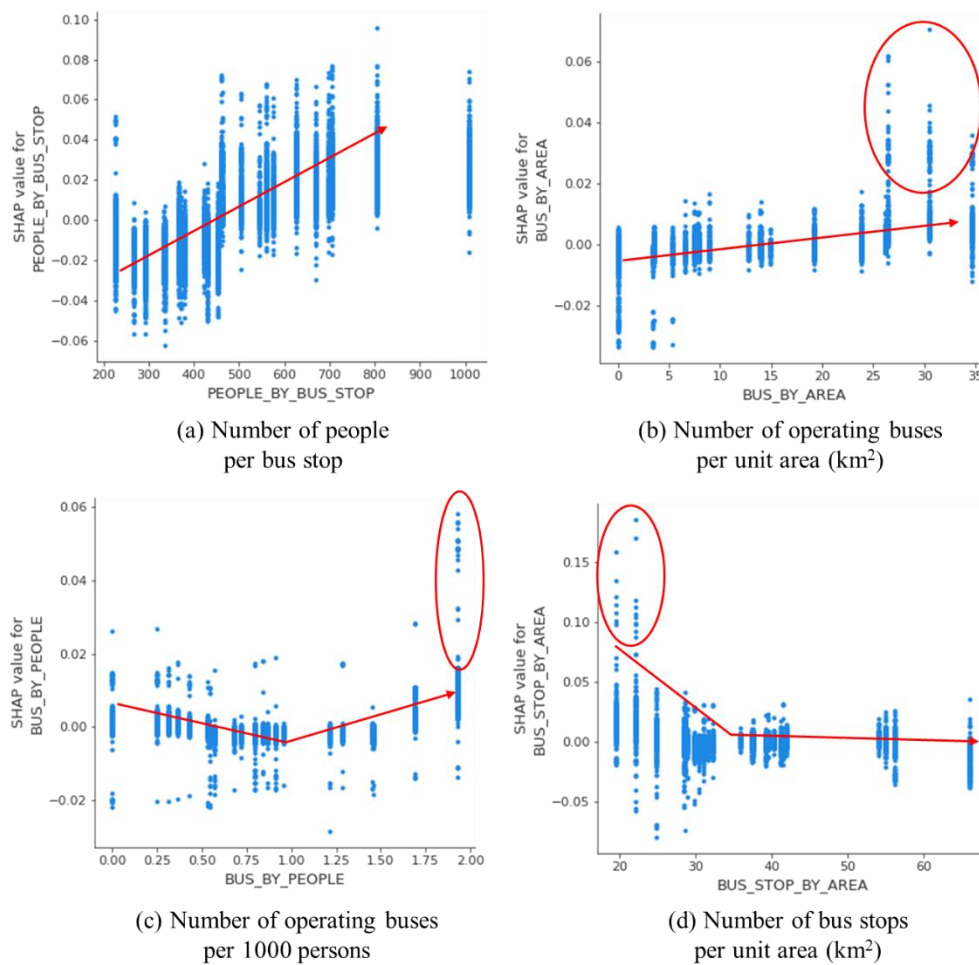 0.10
0.08
0.06
0.04
0.02
0.00
−0.02
−0.04
−0.06
SHAP value for
PEOPLE_BY_BUS_STOP
200 300 400 500 600 700 800 900 1000
PEOPLE_BY_BUS_STOP
(a) Number of people
per bus stop
0.06
0.04
0.02
0.00
−0.02
SHAP value for
BUS_BY_AREA
0 5 10 15 20 25 30 35
BUS_BY_AREA
(b) Number of operating buses
per unit area (km²)
0.06
0.04
0.02
0.00
−0.02
SHAP value for
BUS_BY_PEOPLE
0.00 0.25 0.50 0.75 1.00 1.25 1.50 1.75 2.00
BUS_BY_PEOPLE
(c) Number of operating buses
per 1000 persons
0.15
0.10
0.05
0.00
−0.05
SHAP value for
BUS_STOP_BY_AREA
20 30 40 50 60
BUS_STOP_BY_AREA
(d) Number of bus stops
per unit area (km²)